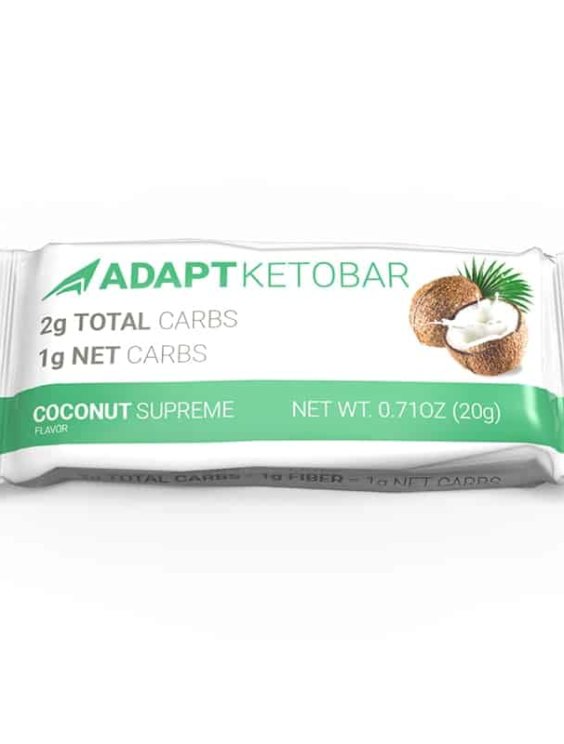 ADAPT KETOBAR
2g TOTAL CARBS
1g NET CARBS
COCONUT SUPREME
FLAVOR
NET WT. 0.71OZ (20g)
2g TOTAL CARBS - 1g FIBER = 1g NET CARBS